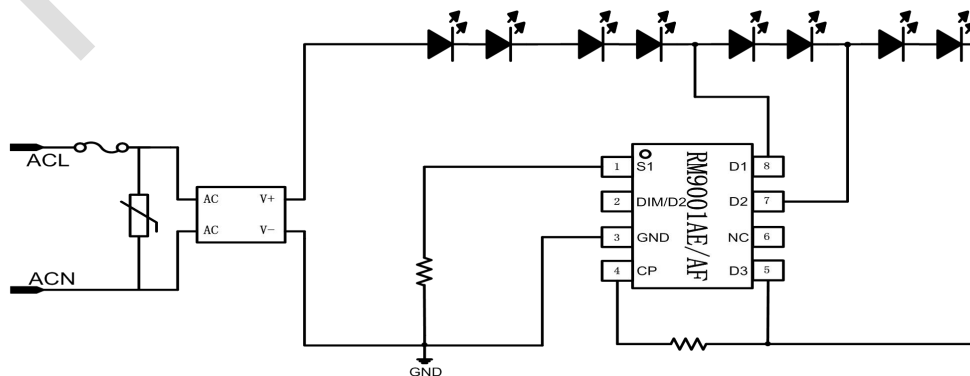 ACL
ACN
AC
V+
AC
V-
GND
RM9001AE/AF
1
S1
2
DIM/D2
3
GND
4
CP
D1
8
D2
7
NC
6
D3
5